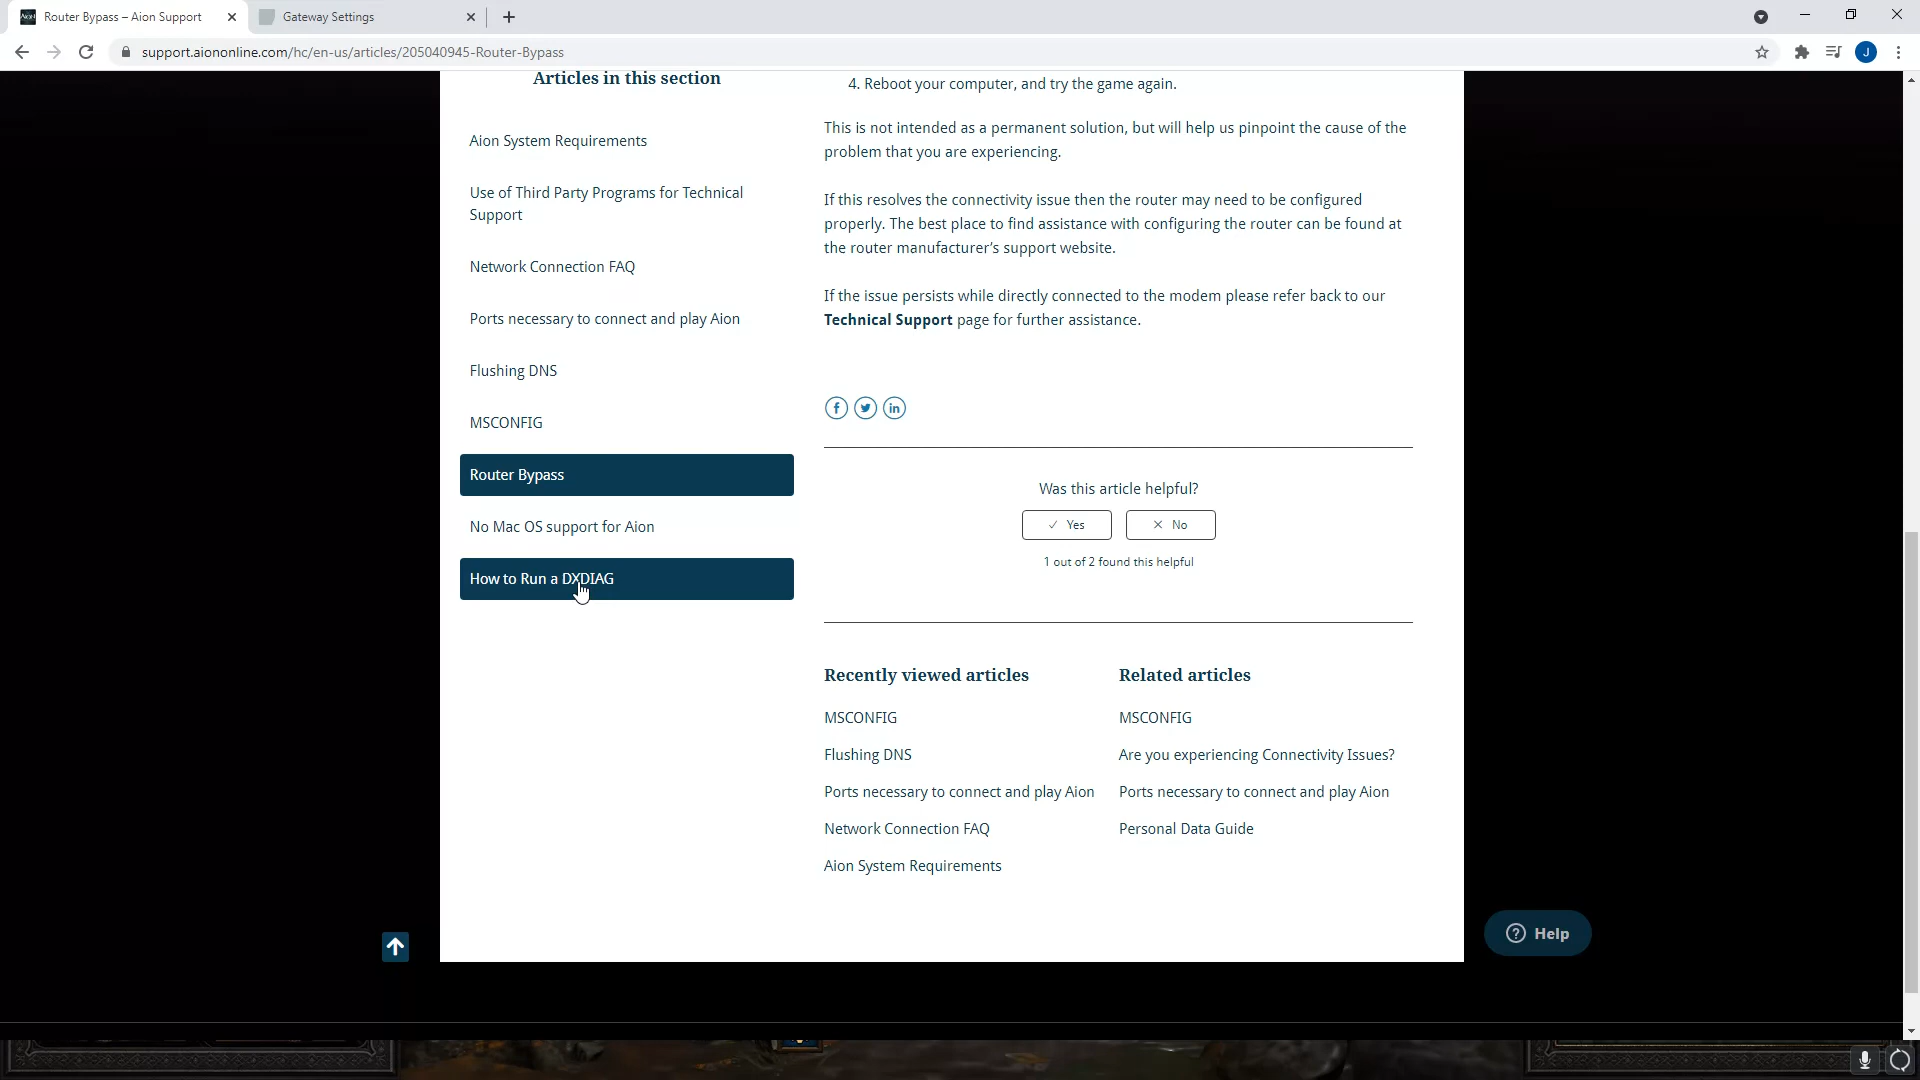 Router Bypass – Aion Support
Gateway Settings
support.aiononline.com/hc/en-us/articles/205040945-Router-Bypass
J
Articles in this section
Aion System Requirements
Use of Third Party Programs for Technical
Support
Network Connection FAQ
Ports necessary to connect and play Aion
Flushing DNS
MSCONFIG
Router Bypass
No Mac OS support for Aion
How to Run a DXDIAG
4. Reboot your computer, and try the game again.
This is not intended as a permanent solution, but will help us pinpoint the cause of the
problem that you are experiencing.
If this resolves the connectivity issue then the router may need to be configured
properly. The best place to find assistance with configuring the router can be found at
the router manufacturer’s support website.
If the issue persists while directly connected to the modem please refer back to our
Technical Support page for further assistance.
Was this article helpful?
Yes
No
1 out of 2 found this helpful
Recently viewed articles
MSCONFIG
Flushing DNS
Ports necessary to connect and play Aion
Network Connection FAQ
Aion System Requirements
Related articles
MSCONFIG
Are you experiencing Connectivity Issues?
Ports necessary to connect and play Aion
Personal Data Guide
Help